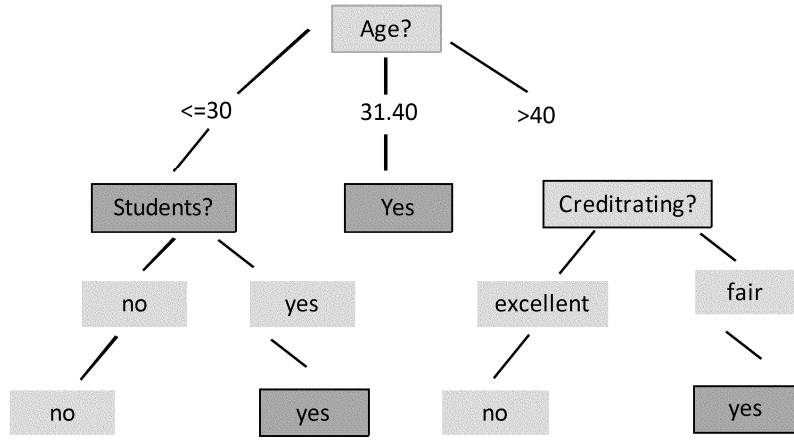 Age?
<=30
31.40
>40
Students?
Yes
Creditrating?
no
yes
excellent
fair
no
yes
no
yes